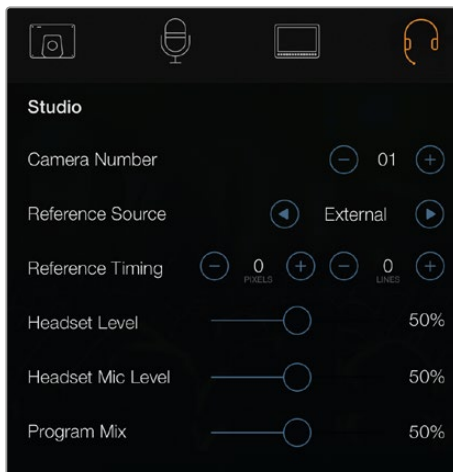 Studio
Camera Number 01
Reference Source External
Reference Timing 0 PIXELS 0 LINES
Headset Level 50%
Headset Mic Level 50%
Program Mix 50%